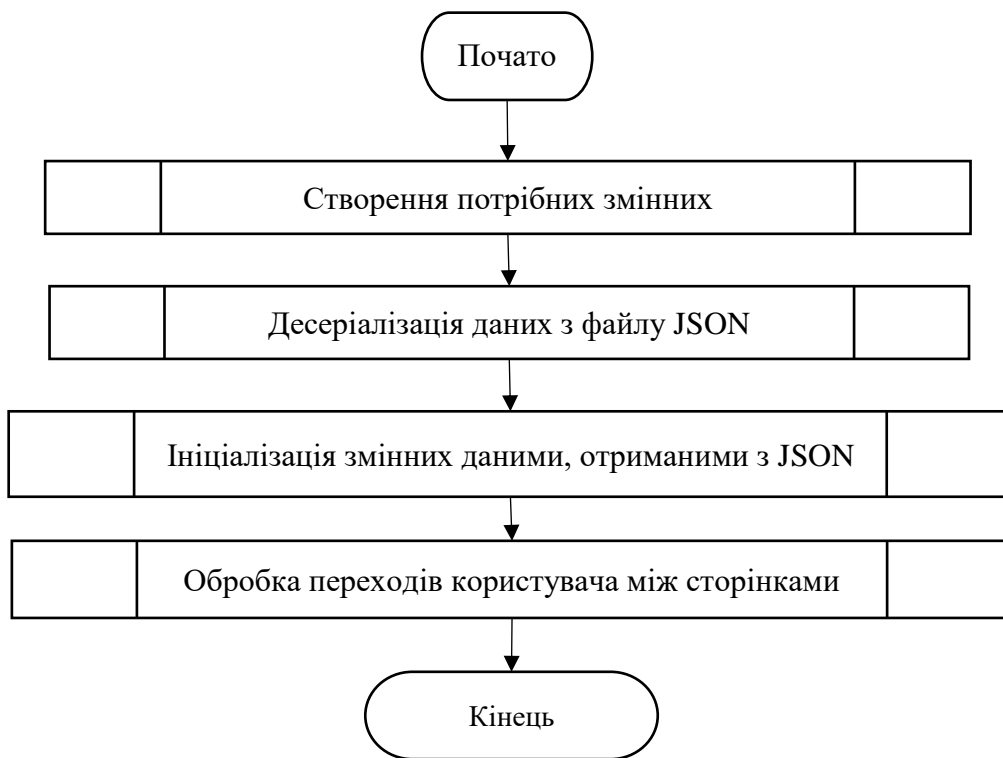 Почато
Створення потрібних змінних
Десеріалізація даних з файлу JSON
Ініціалізація змінних даними, отриманими з JSON
Обробка переходів користувача між сторінками
Кінець